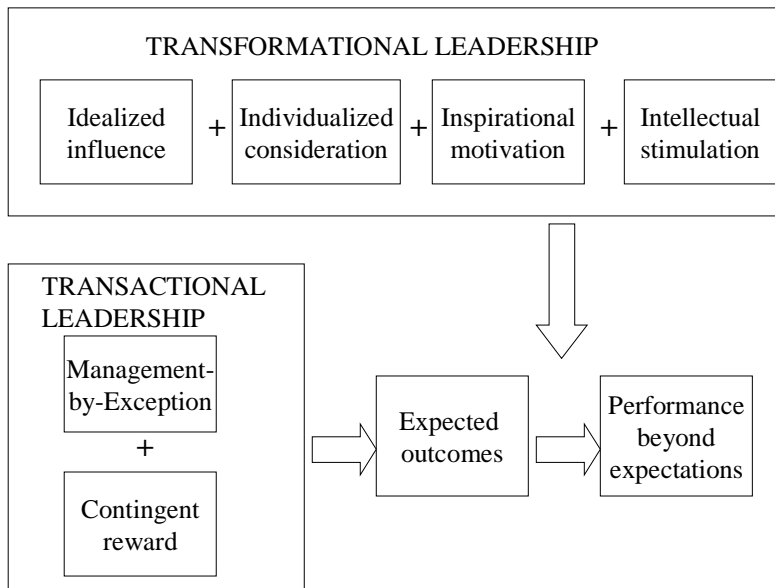 TRANSFORMATIONAL LEADERSHIP
Idealized
influence
+
Individualized
consideration
+
Inspirational
motivation
+
Intellectual
stimulation
TRANSACTIONAL
LEADERSHIP
Management-
by-Exception
+
Contingent
reward
Expected
outcomes
Performance
beyond
expectations